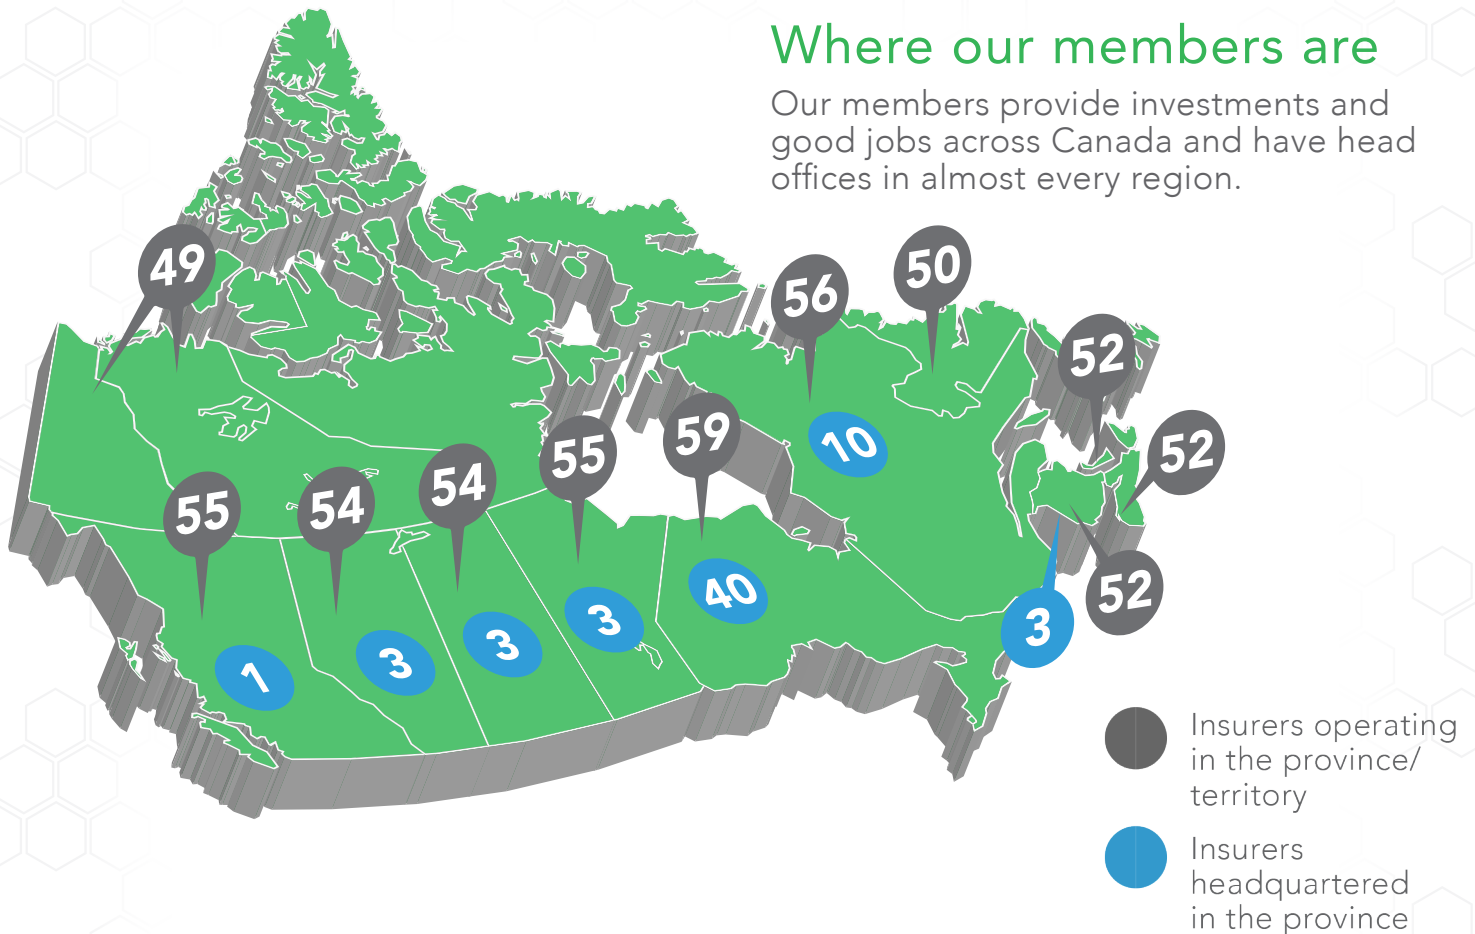 Where our members are
Our members provide investments and
good jobs across Canada and have head
offices in almost every region.
49
56
50
52
55
54
54
55
59
52
10
52
1
3
3
3
40
3
Insurers operating
in the province/
territory
Insurers
headquartered
in the province